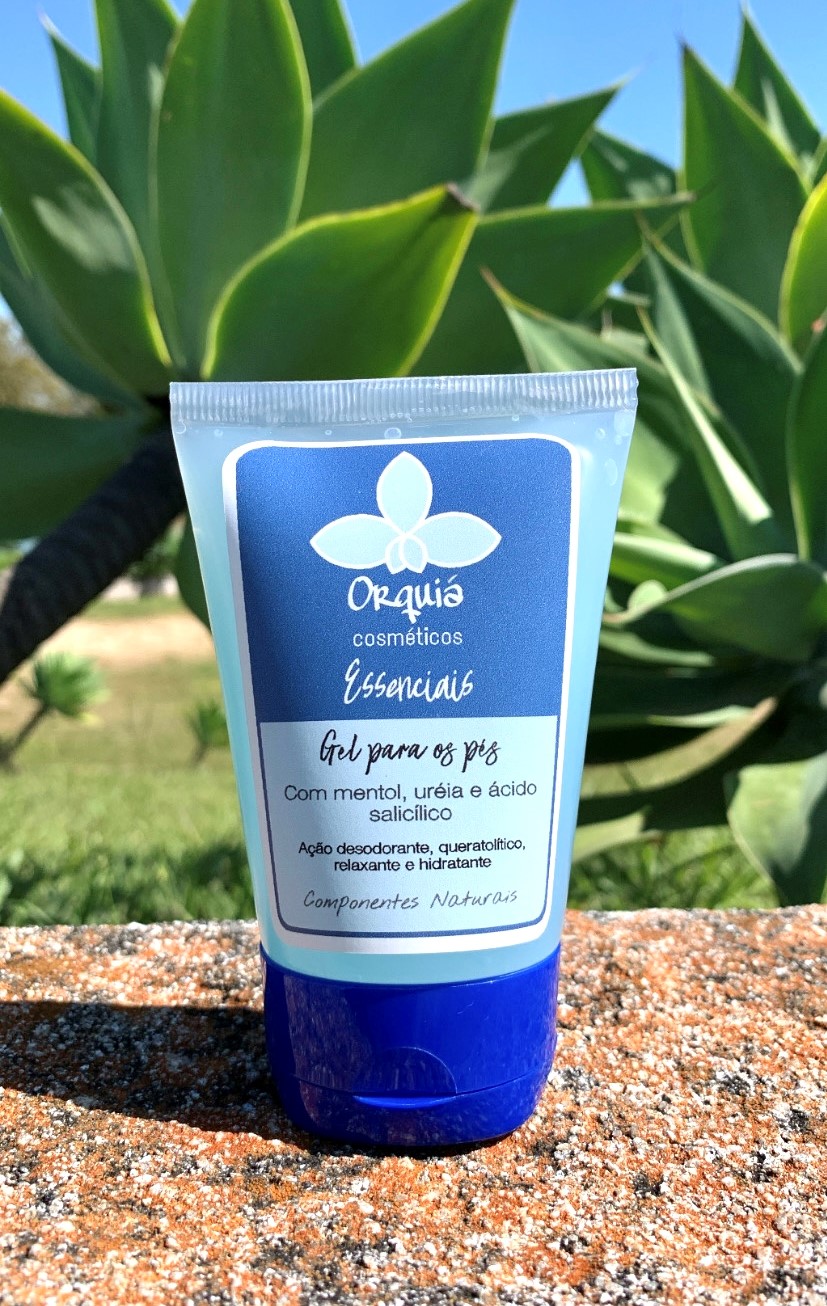 Orquiá
cosméticos
Essenciais
Gel para os pés
Com mentol, uréia e ácido
salicílico
Ação desodorante, queratolítico,
relaxante e hidratante
Componentes Naturais